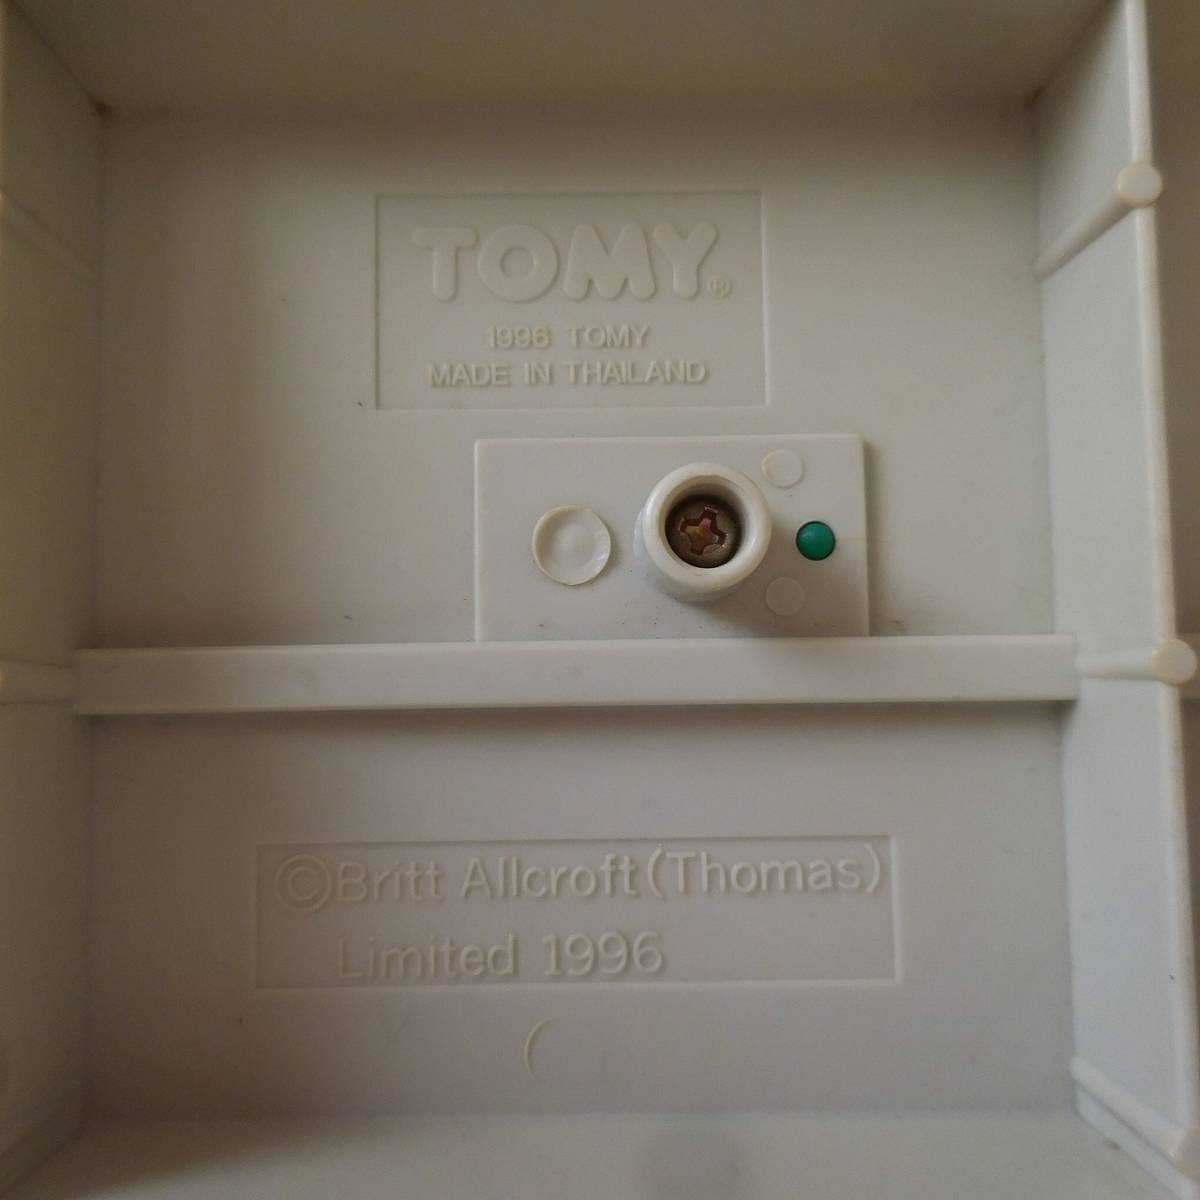 TOMY®
1996 TOMY
MADE IN THAILAND
©Britt Allcroft(Thomas)
Limited 1996